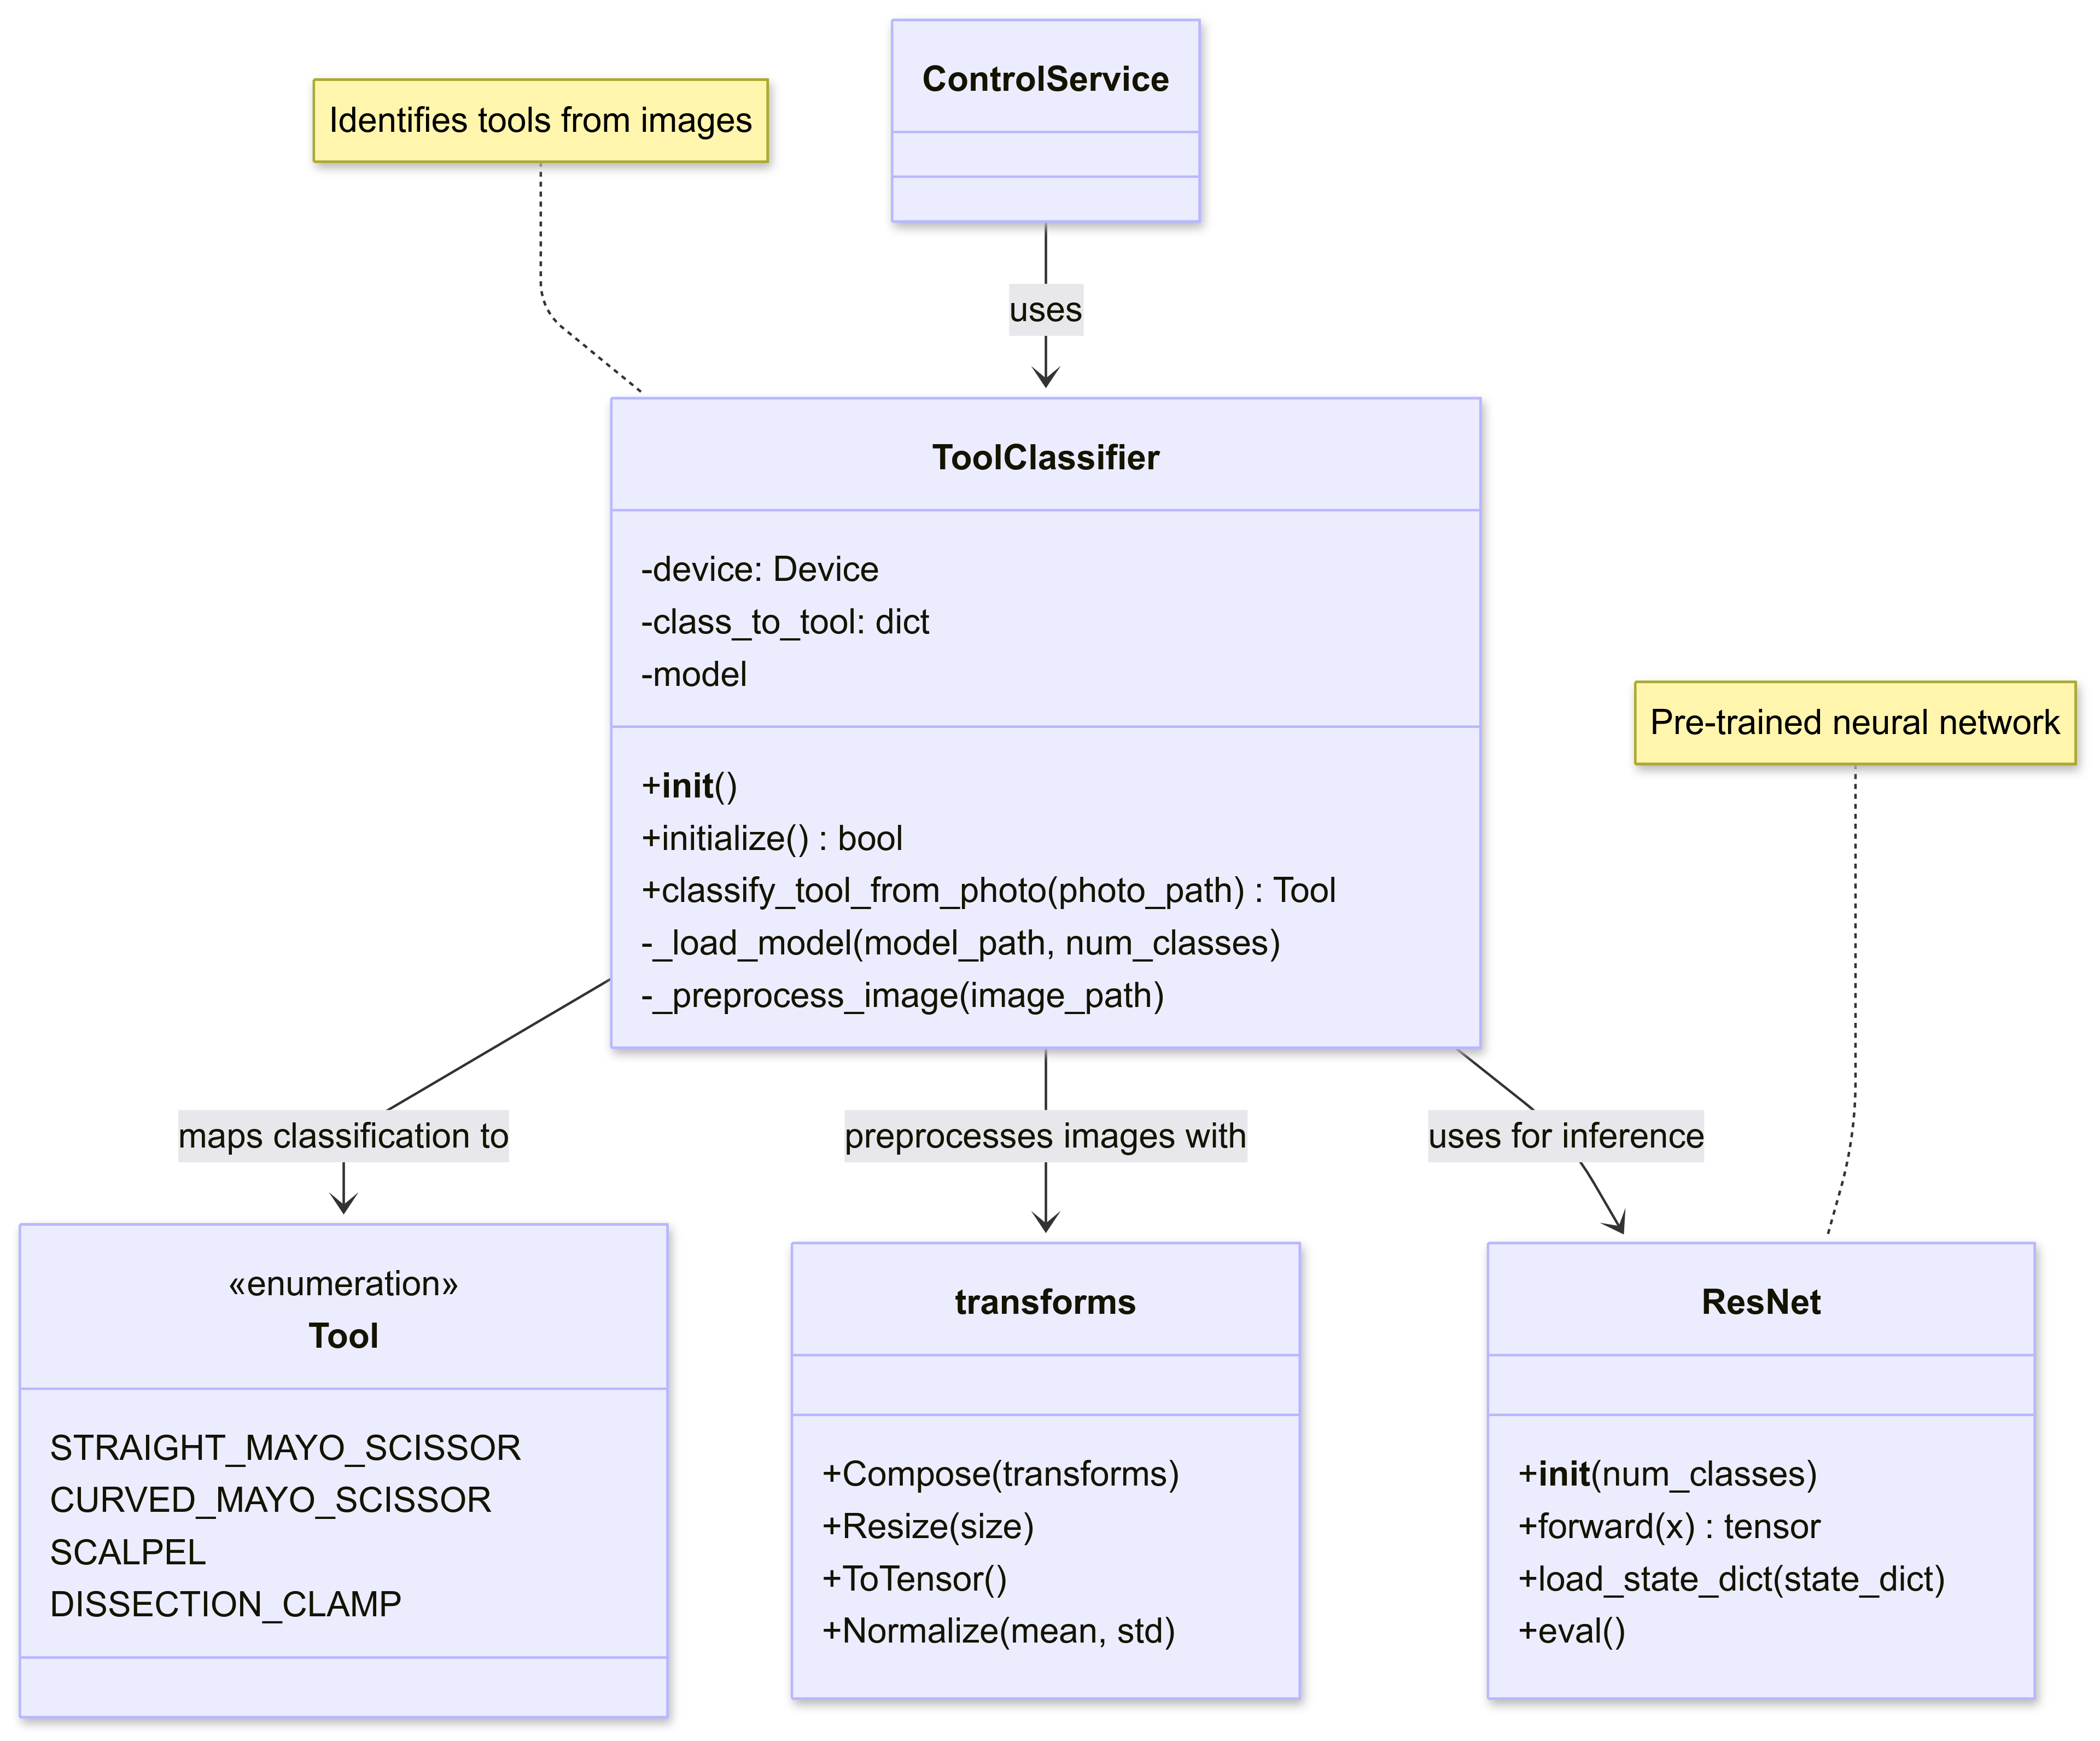 ControlService
Identifies tools from images
uses
ToolClassifier
-device: Device
-class_to_tool: dict
-model
+init()
+initialize() : bool
+classify_tool_from_photo(photo_path) : Tool
-_load_model(model_path, num_classes)
-_preprocess_image(image_path)
Pre-trained neural network
maps classification to
preprocesses images with
uses for inference
«enumeration»
Tool
STRAIGHT_MAYO_SCISSOR
CURVED_MAYO_SCISSOR
SCALPEL
DISSECTION_CLAMP
transforms
+Compose(transforms)
+Resize(size)
+ToTensor()
+Normalize(mean, std)
ResNet
+init(num_classes)
+forward(x) : tensor
+load_state_dict(state_dict)
+eval()